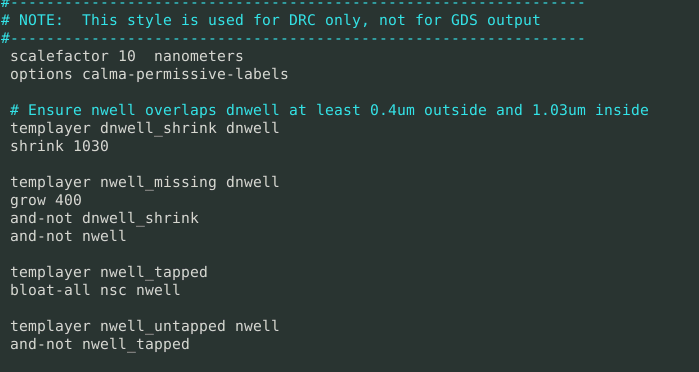 #----------------------------------------------------------------
# NOTE:  This style is used for DRC only, not for GDS output
#----------------------------------------------------------------
 scalefactor 10  nanometers
 options calma-permissive-labels
 # Ensure nwell overlaps dnwell at least 0.4um outside and 1.03um inside
 templayer dnwell_shrink dnwell
 shrink 1030
 templayer nwell_missing dnwell
 grow 400
 and-not dnwell_shrink
 and-not nwell
 templayer nwell_tapped
 bloat-all nsc nwell
 templayer nwell_untapped nwell
 and-not nwell_tapped